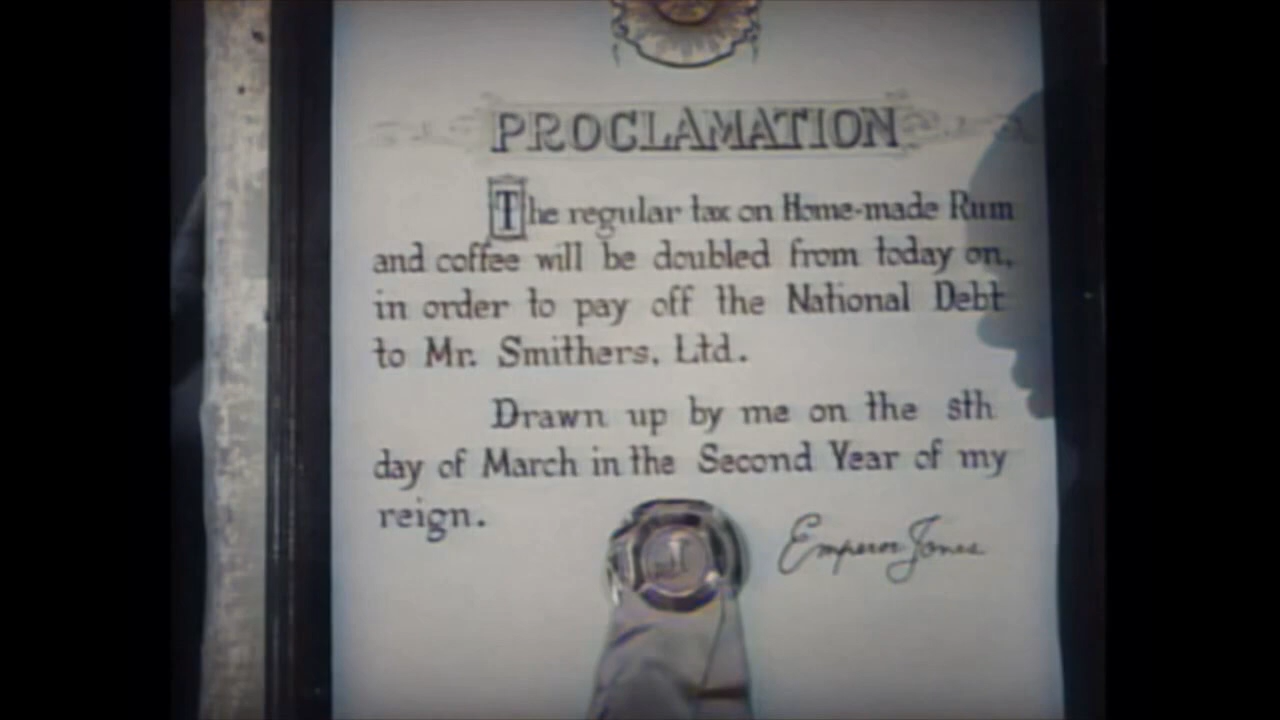 PROCLAMATION
The regular tax on Home-made Rum
and coffee will be doubled from today on,
in order to pay off the National Debt
to Mr. Smithers, Ltd.
Drawn up by me on the 8th
day of March in the Second Year of my
reign.
J
Emperor Jones